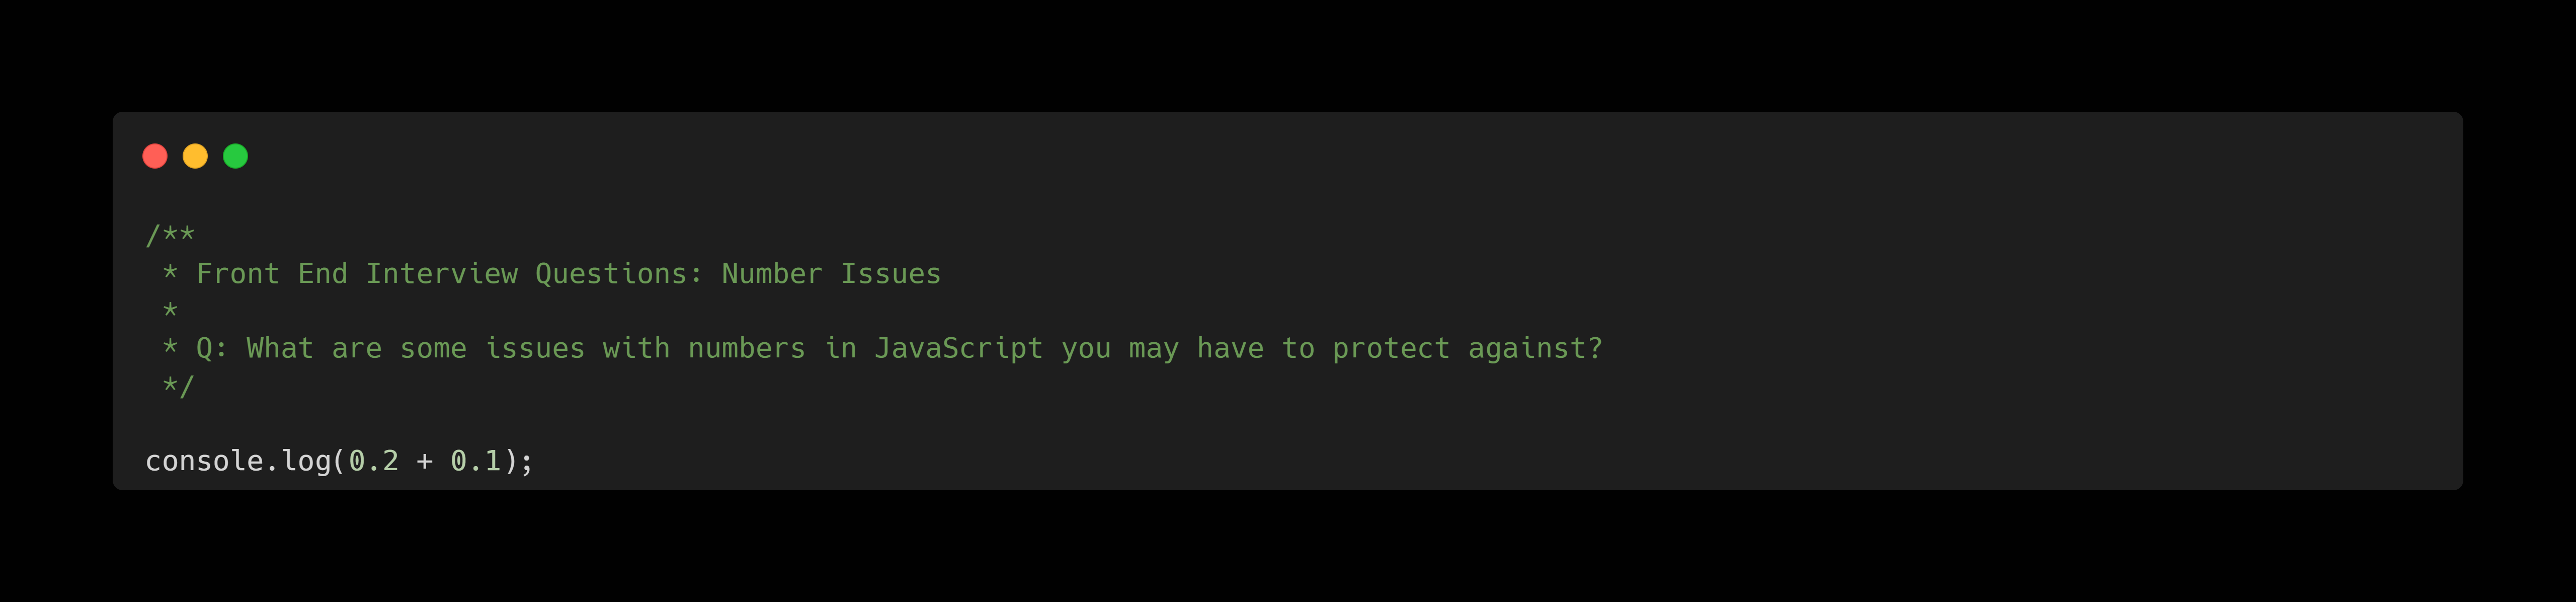 /**
 * Front End Interview Questions: Number Issues
 *
 * Q: What are some issues with numbers in JavaScript you may have to protect against?
 */

console.log(0.2 + 0.1);